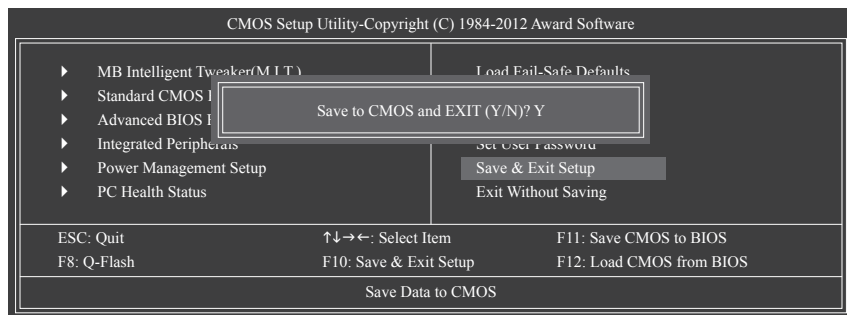 CMOS Setup Utility-Copyright (C) 1984-2012 Award Software
MB Intelligent Tweaker(M.I.T.)
Standard CMOS
Advanced BIOS
Integrated Peripherals
Power Management Setup
PC Health Status
Load Fail-Safe Defaults
Set User Password
Save & Exit Setup
Exit Without Saving
Save to CMOS and EXIT (Y/N)? Y
ESC: Quit ↑↓→←: Select Item F11: Save CMOS to BIOS
F8: Q-Flash F10: Save & Exit Setup F12: Load CMOS from BIOS
Save Data to CMOS